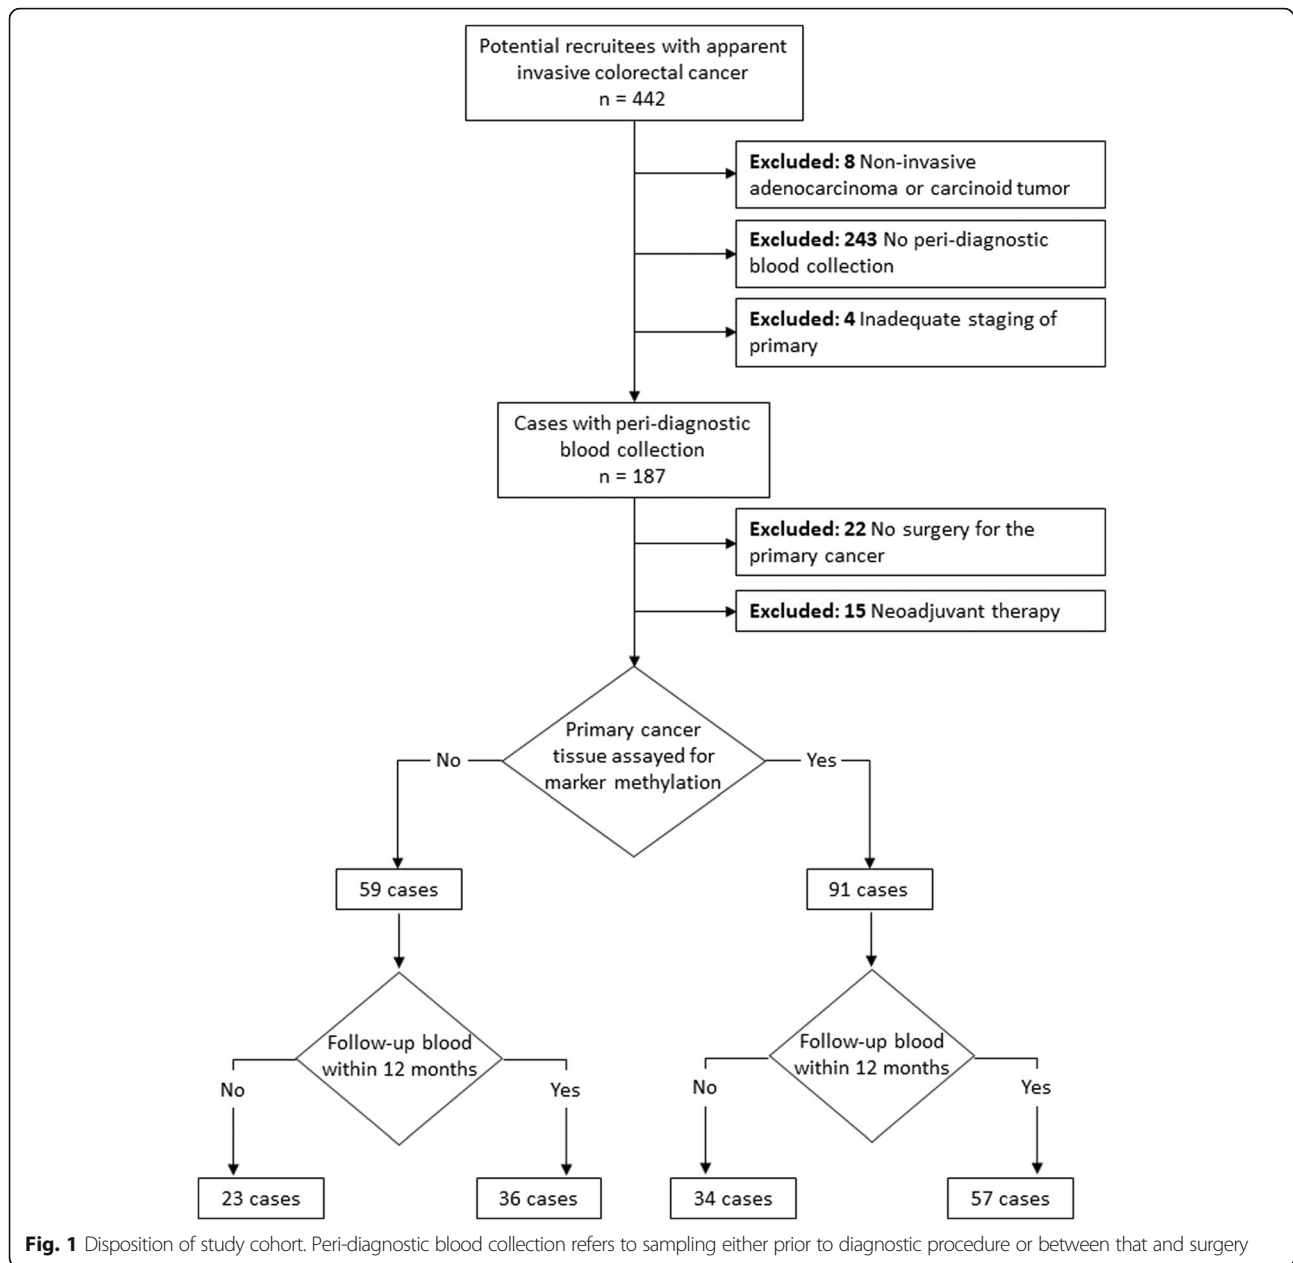 Potential recruitees with apparent
invasive colorectal cancer
n = 442
Excluded: 8 Non-invasive
adenocarcinoma or carcinoid tumor
Excluded: 243 No peri-diagnostic
blood collection
Excluded: 4 Inadequate staging of
primary
Cases with peri-diagnostic
blood collection
n = 187
Excluded: 22 No surgery for the
primary cancer
Excluded: 15 Neoadjuvant therapy
Primary cancer
tissue assayed for
marker methylation
No
Yes
59 cases
91 cases
Follow-up blood
within 12 months
No
Yes
Follow-up blood
within 12 months
No
Yes
23 cases
36 cases
34 cases
57 cases
Fig. 1 Disposition of study cohort. Peri-diagnostic blood collection refers to sampling either prior to diagnostic procedure or between that and surgery